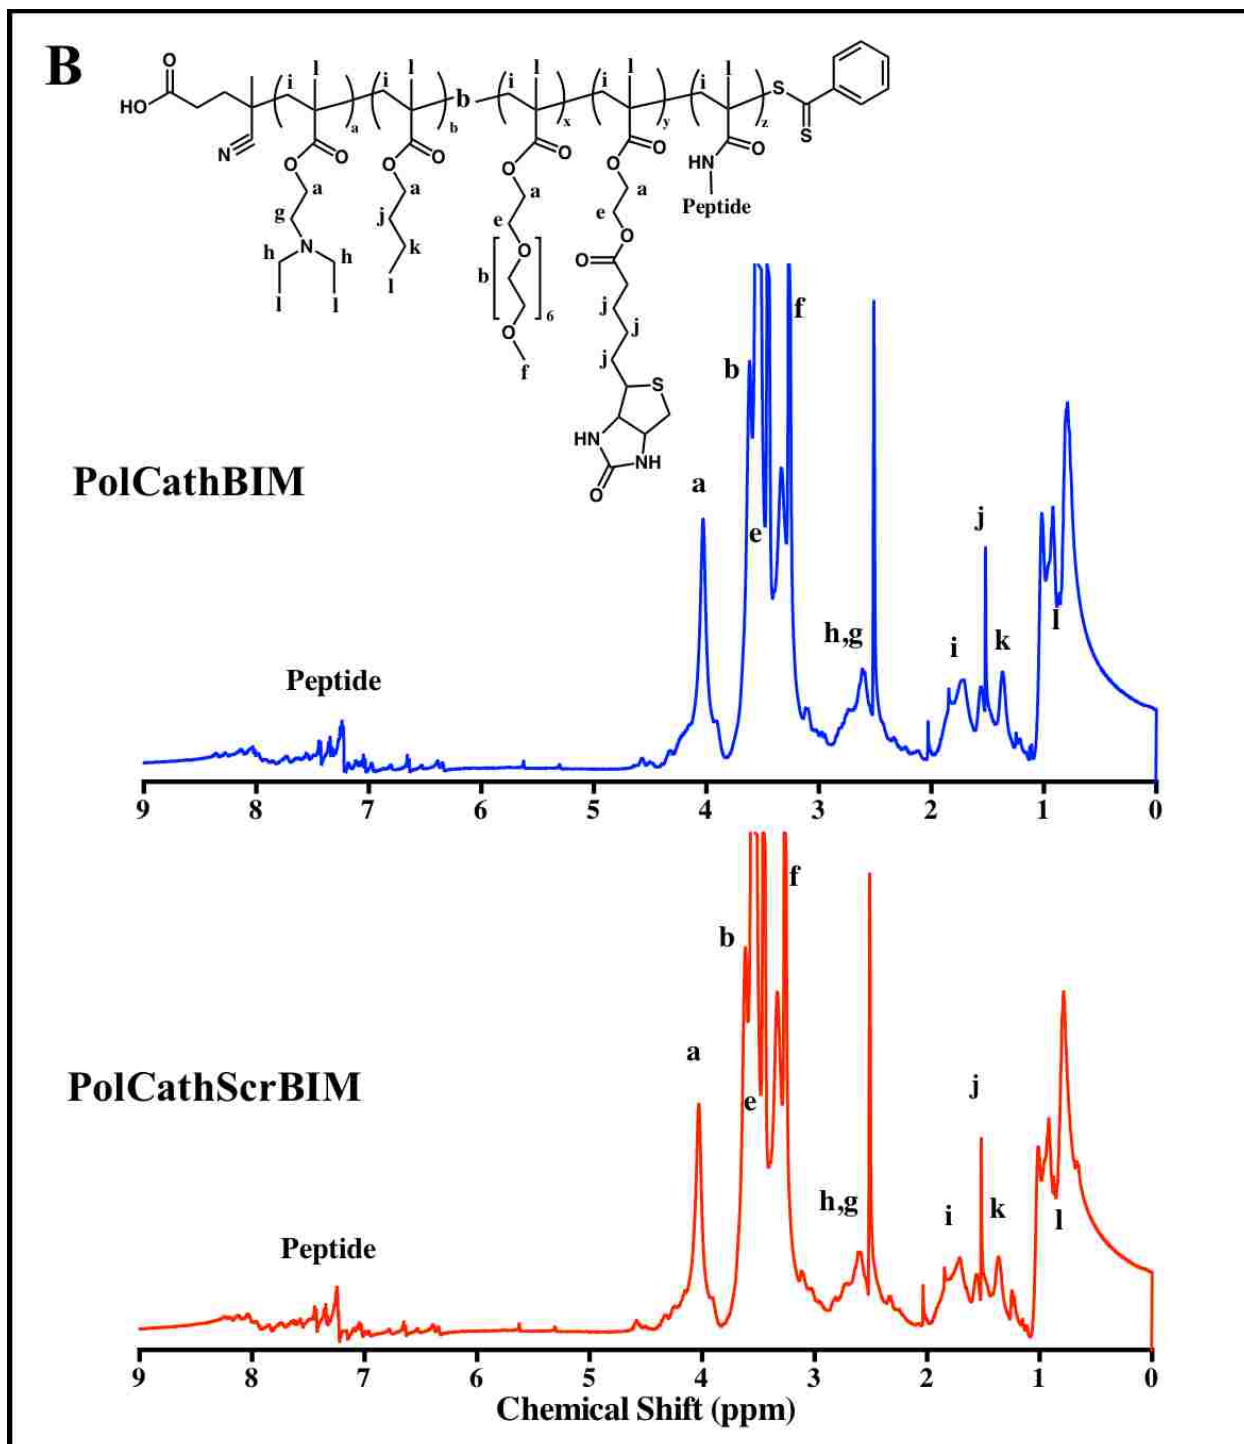 B
O
HO
N
i l a
i l b
b
i l x
i l y
i l z
S
S
O O
O O
O O
O O
HN O
Peptide
a
g
N
h h
l l
a
j
k
l
a
e
O
b
6
O
f
a
e
O
O
j
j
j
S
HN
NH
O
PolCathBIM
Peptide
a
b
e
f
h,g
i
j
k
l
9 8 7 6 5 4 3 2 1 0
PolCathScrBIM
Peptide
a
b
e
f
h,g
i
j
k
l
9 8 7 6 5 4 3 2 1 0
Chemical Shift (ppm)